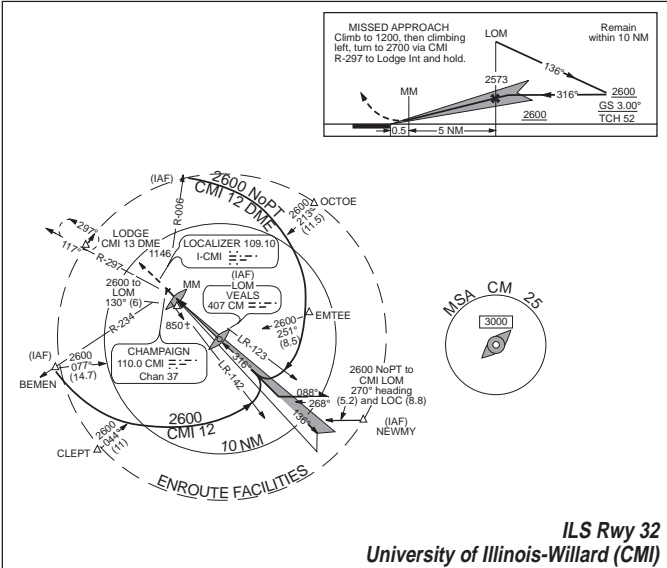 MISSED APPROACH
Climb to 1200, then climbing
left, turn to 2700 via CMI
R-297 to Lodge Int and hold.
LOM
Remain
within 10 NM
136°
2573
MM
316°
2600
2600
GS 3.00°
TCH 52
0.5
5 NM
(IAF)
2600 NoPT
CMI 12 DME
R-006
OCTOE
2600
213°
(11.5)
297°
117°
LODGE
CMI 13 DME
R-297
1146
LOCALIZER 109.10
I-CMI
(IAF)
LOM
VEALS
407 CM
MM
2600 to
LOM
130° (6)
R-234
850±
EMTEE
2600
251°
(8.5)
CHAMPAIGN
110.0 CMI
Chan 37
316°
LR-123
LR-142
(IAF)
BEMEN
2600
077°
(14.7)
088°
268°
2600 NoPT to
CMI LOM
270° heading
(5.2) and LOC (8.8)
(IAF)
NEWMY
136°
2600
CMI 12
10 NM
2600
044°
(11)
CLEPT
ENROUTE FACILITIES
MSA CM 25
3000
ILS Rwy 32
University of Illinois-Willard (CMI)